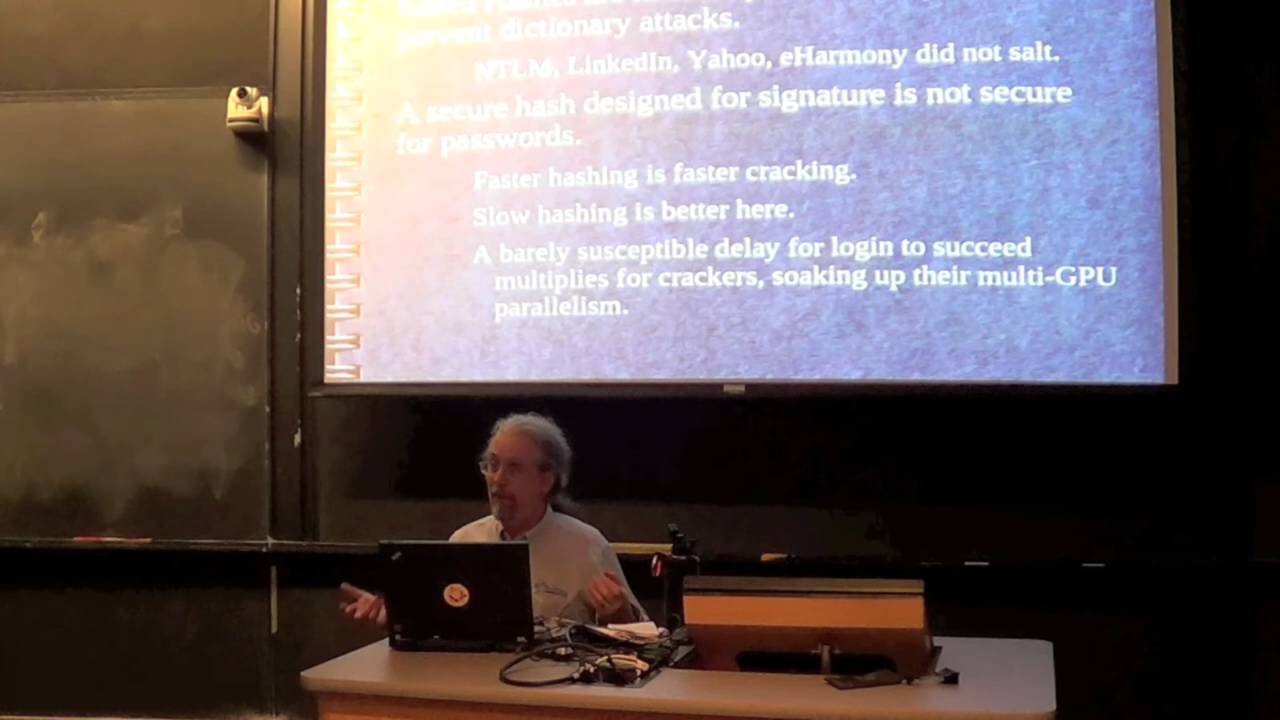 prevent dictionary attacks.
NTLM, LinkedIn, Yahoo, eHarmony did not salt.
A secure hash designed for signature is not secure
for passwords.
Faster hashing is faster cracking.
Slow hashing is better here.
A barely susceptible delay for login to succeed
multiplies for crackers, soaking up their multi-GPU
parallelism.